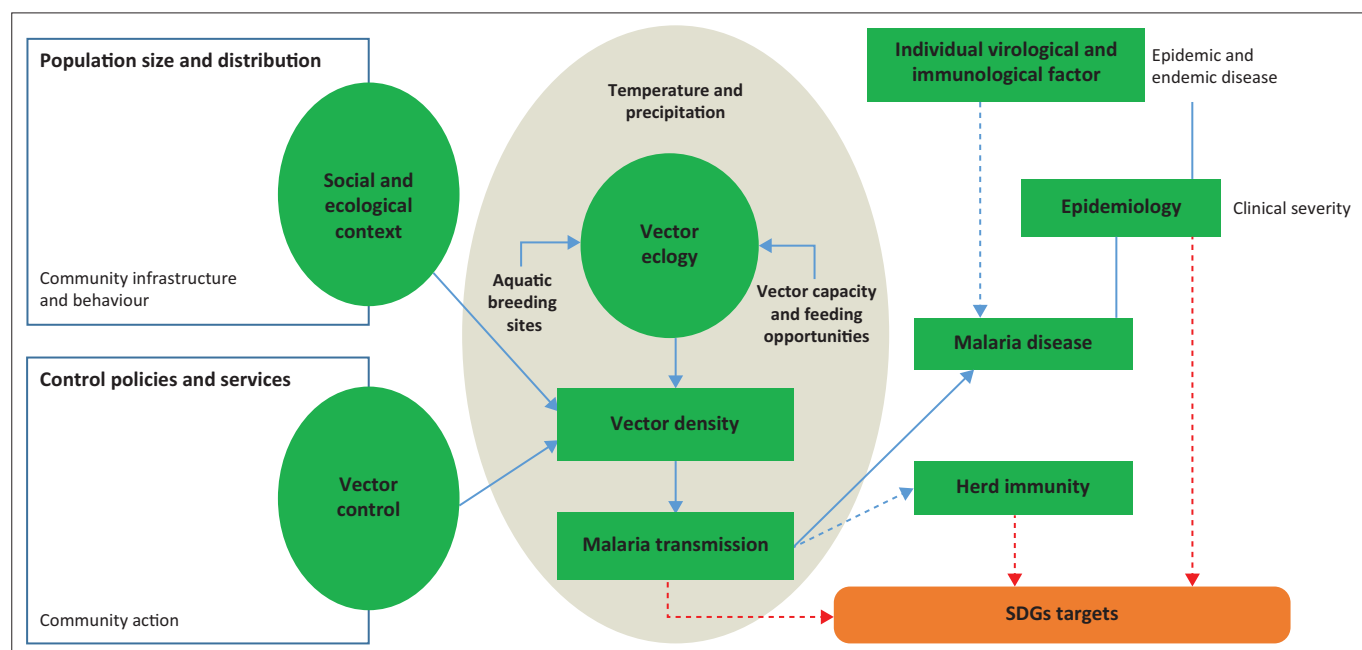 Population size and distribution
Social and
ecological
context
Community infrastructure
and behaviour
Control policies and services
Vector
control
Community action
Temperature and
precipitation
Vector
eclogy
Aquatic
breeding
sites
Vector capacity
and feeding
opportunities
Vector density
Malaria transmission
Individual virological and
immunological factor
Epidemic and
endemic disease
Epidemiology
Clinical severity
Malaria disease
Herd immunity
SDGs targets